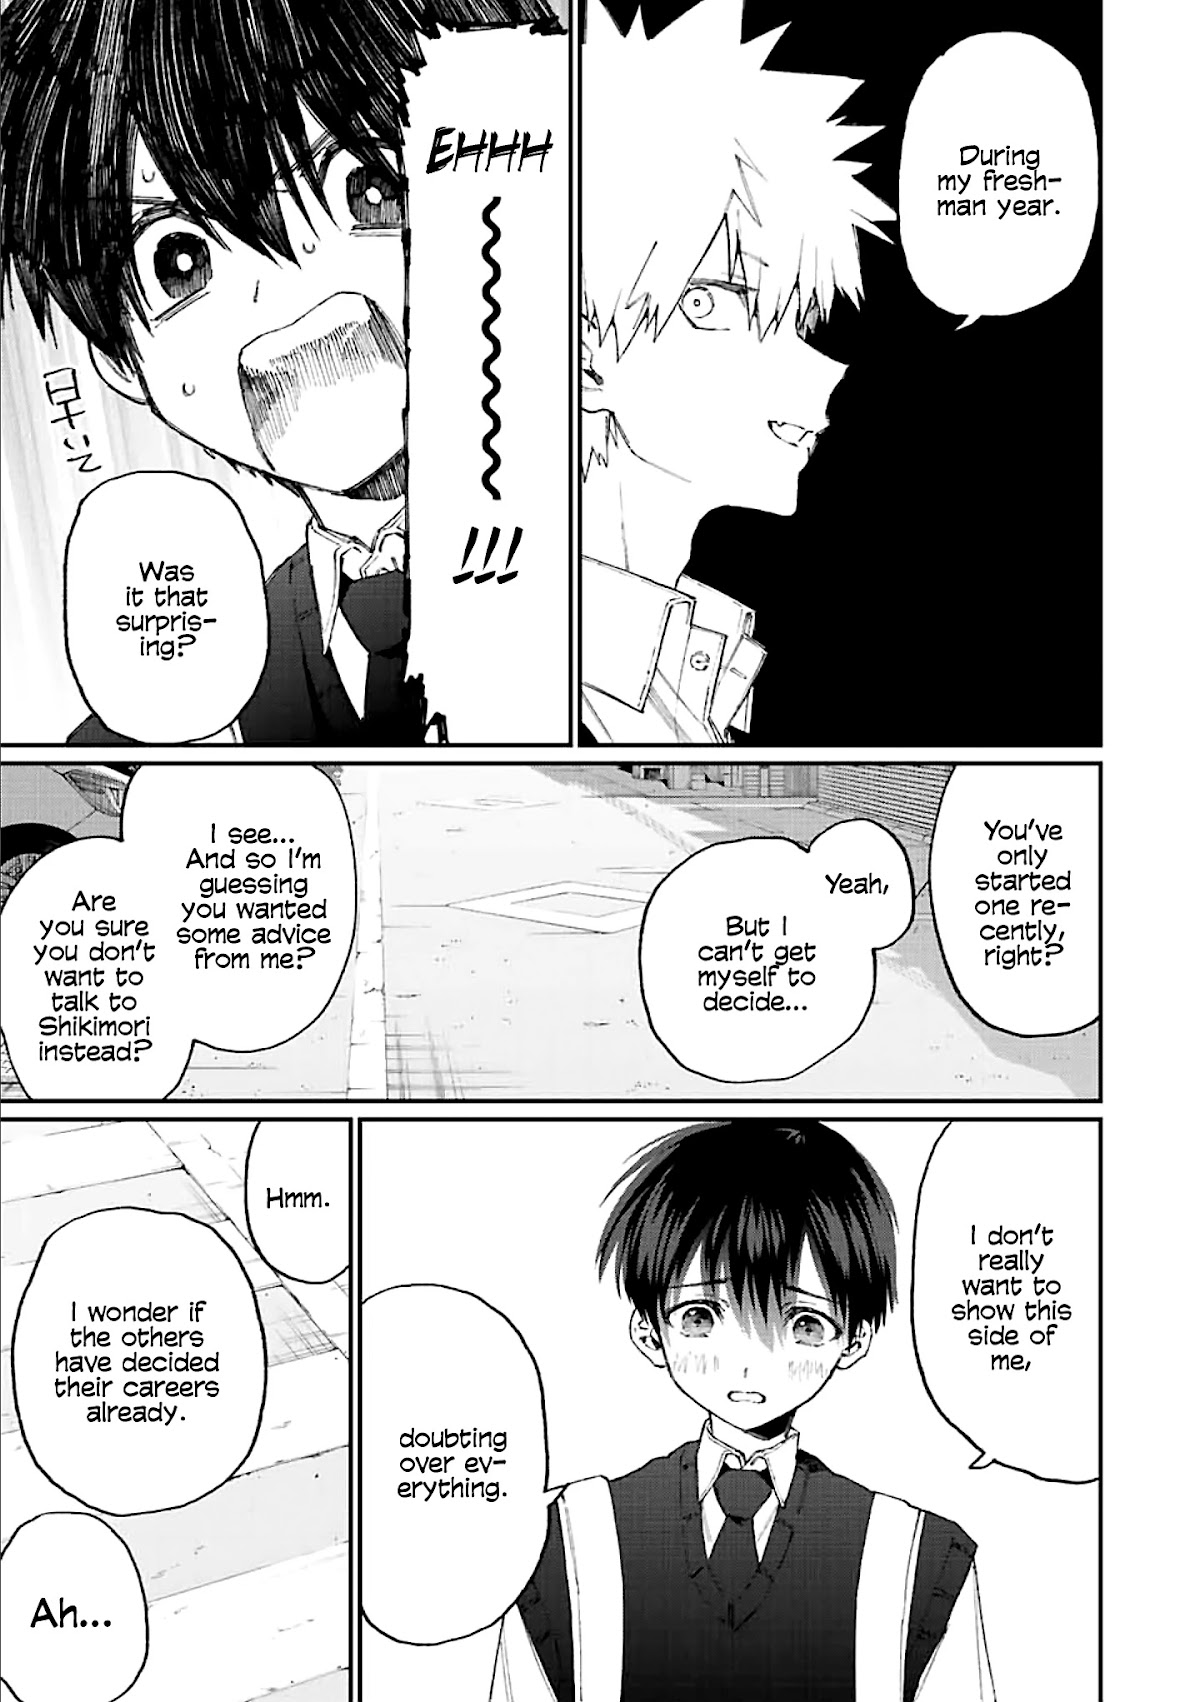 During
my fresh-
man year.
EHHH
!!!
Was
it that
surpris-
ing?
You've
only
started
one re-
cently,
right?
Yeah,
But I
can't get
myself to
decide...
I see...
And so I'm
guessing
you wanted
some advice
from me?
Are
you sure
you don't
want to
talk to
Shikimori
instead?
I don't
really
want to
show this
side of
me,
doubting
over ev-
erything.
Hmm.
I wonder if
the others
have decided
their careers
already.
Ah...